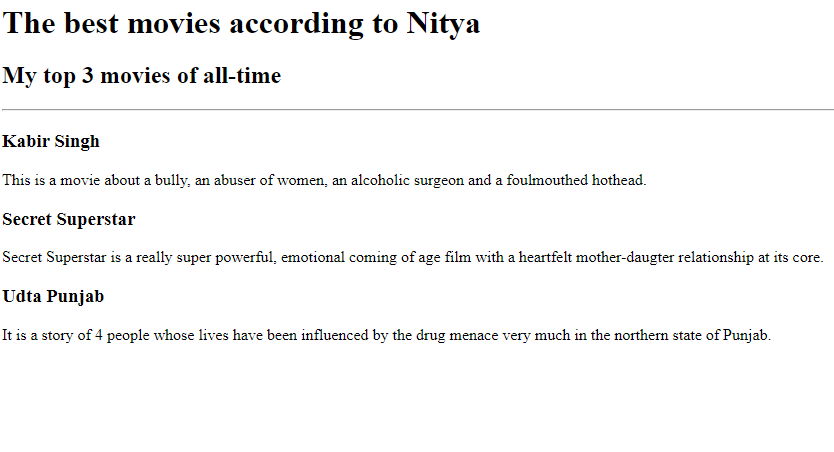 The best movies according to Nitya
My top 3 movies of all-time
Kabir Singh
This is a movie about a bully, an abuser of women, an alcoholic surgeon and a foulmouthed hothead.
Secret Superstar
Secret Superstar is a really super powerful, emotional coming of age film with a heartfelt mother-daugter relationship at its core.
Udta Punjab
It is a story of 4 people whose lives have been influenced by the drug menace very much in the northern state of Punjab.